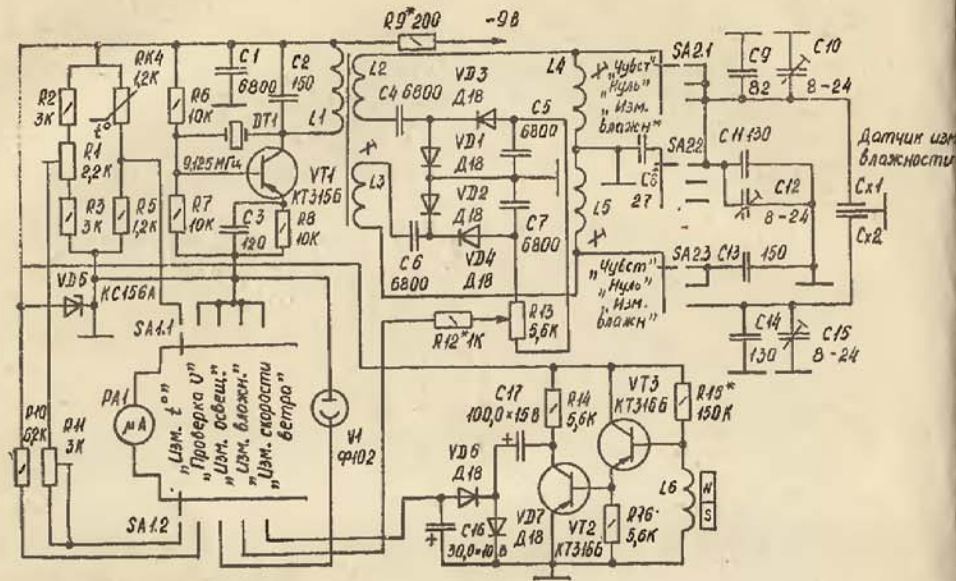 R9*200 -9В
C1 6800
C2 150
L1
L2
C4 6800
VD3 Д18
C5 6800
L4
"Чувст"
"Нуль"
"Изм. влажн"
SA2.1
C9 82
C10 8-24
R2 3К
RK4 1,2К
t°
R6 10К
DT1
9,125 МГц
VT1 КТ315б
R1 2,2К
R3 3К
R5 1,2К
R7 10К
C3 120
R8 10К
L3
C6 6800
VD1 Д18
VD2 Д18
VD4 Д18
C7 6800
L5
C8 27
SA2.2
C11 130
C12 8-24
Датчик изм влажности
Cx1
Cx2
VD5
КС156А
"Чувст"
"Нуль"
"Изм. влажн"
SA2.3
C13 150
C14 130
C15 8-24
R12*1К
R13 5,6К
SA1.1
PA1
μA
R10 6,2К
R11 3К
"Изм. t°"
"Проверка U"
"Изм. освещ."
"Изм. влажн."
"Изм. скорости ветра"
SA1.2
V1
Ф102
C17 100,0×15В
R14 5,6К
VT3 КТ316б
R15* 150К
VD6 Д18
C16 30,0×10В
VD7 Д18
VT2 КТ316б
R16 5,6К
L6
N
S